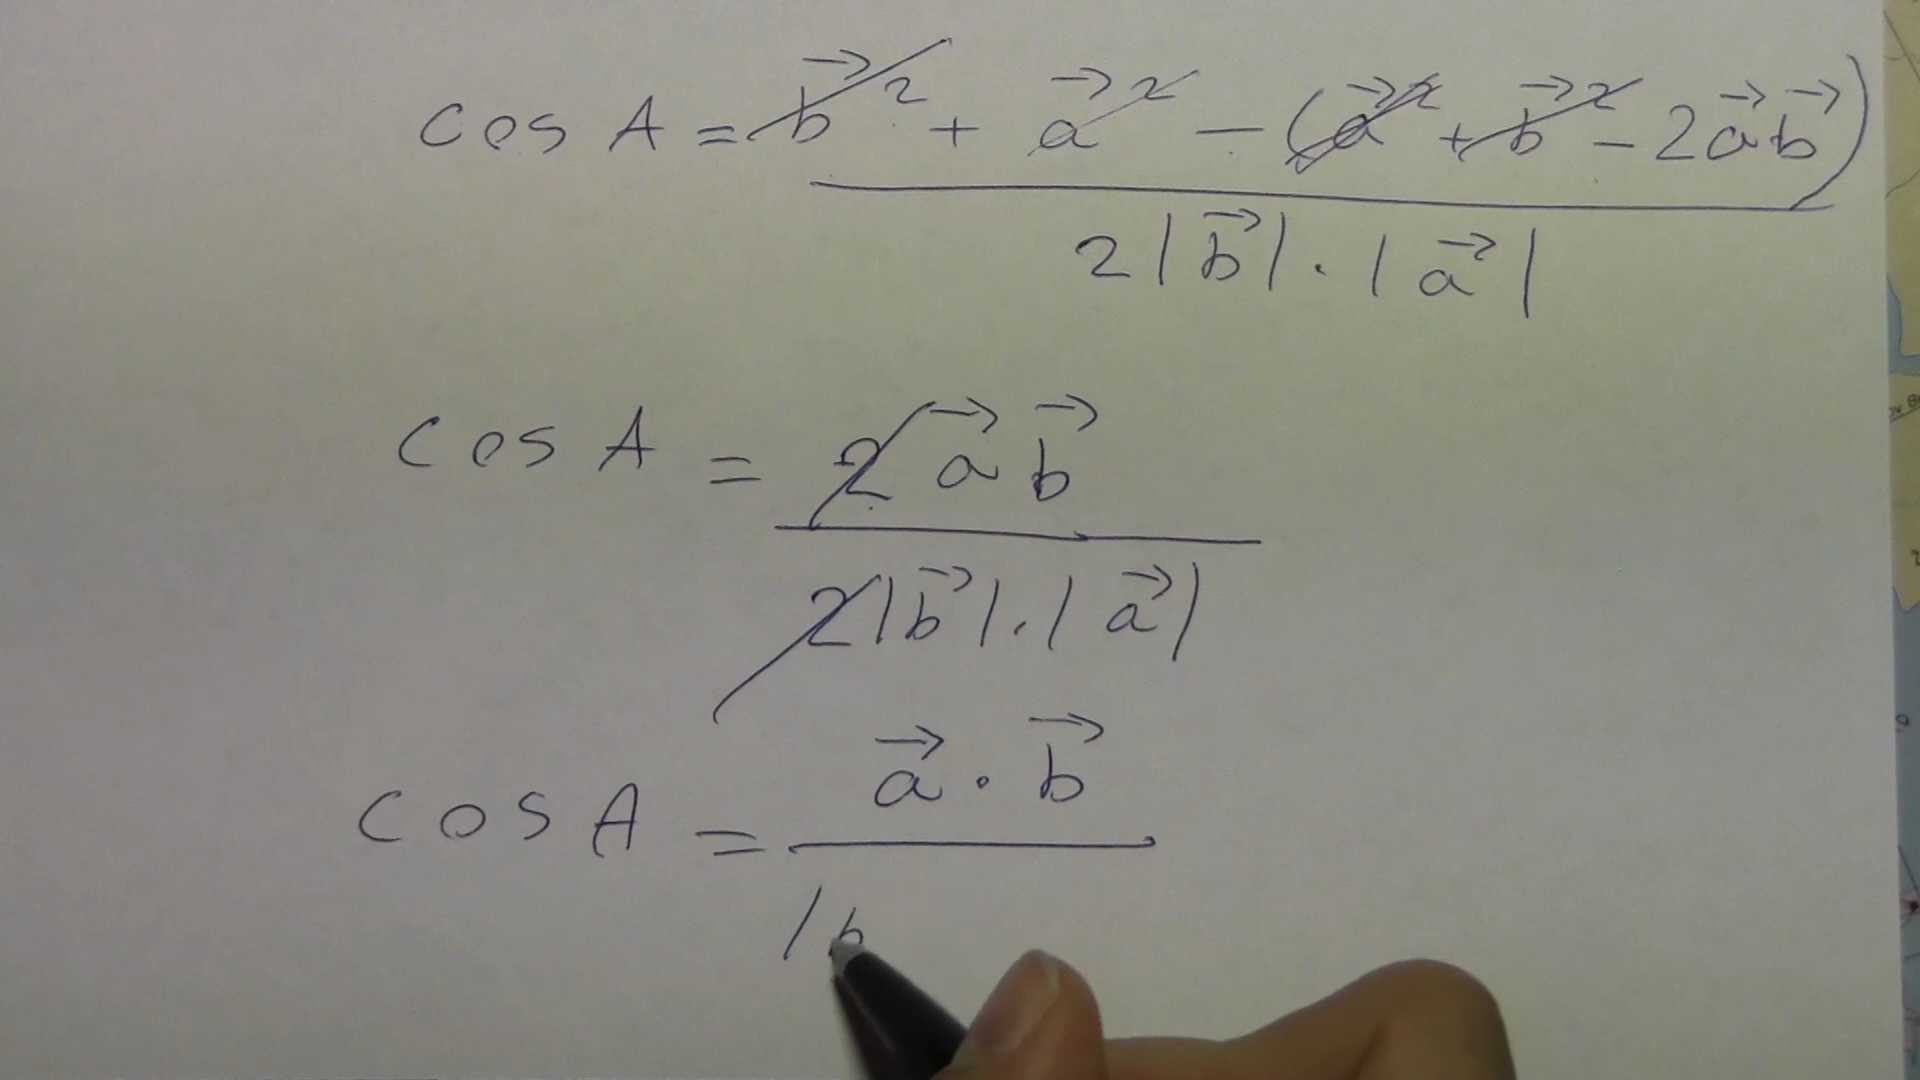 cos A = b⃗² + a⃗² - (a⃗² + b⃗² - 2a⃗b⃗)
2|b⃗| · |a⃗|
cos A = 2a⃗b⃗
2|b⃗| · |a⃗|
cos A = a⃗ · b⃗
|b